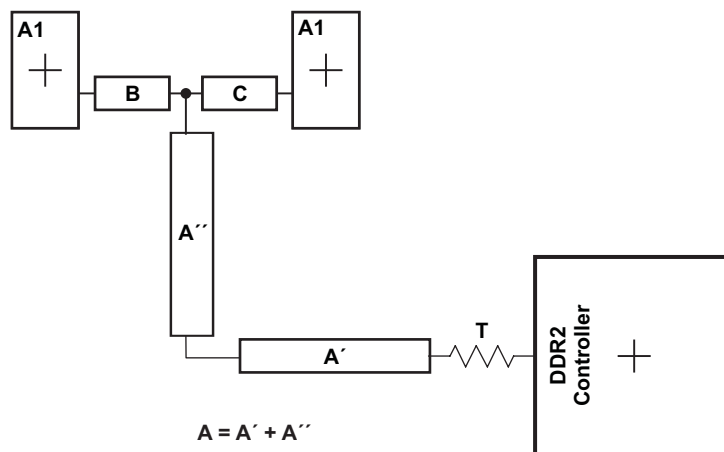 A1
A1
B
C
A´´
T
A´
DDR2
Controller
A = A´ + A´´